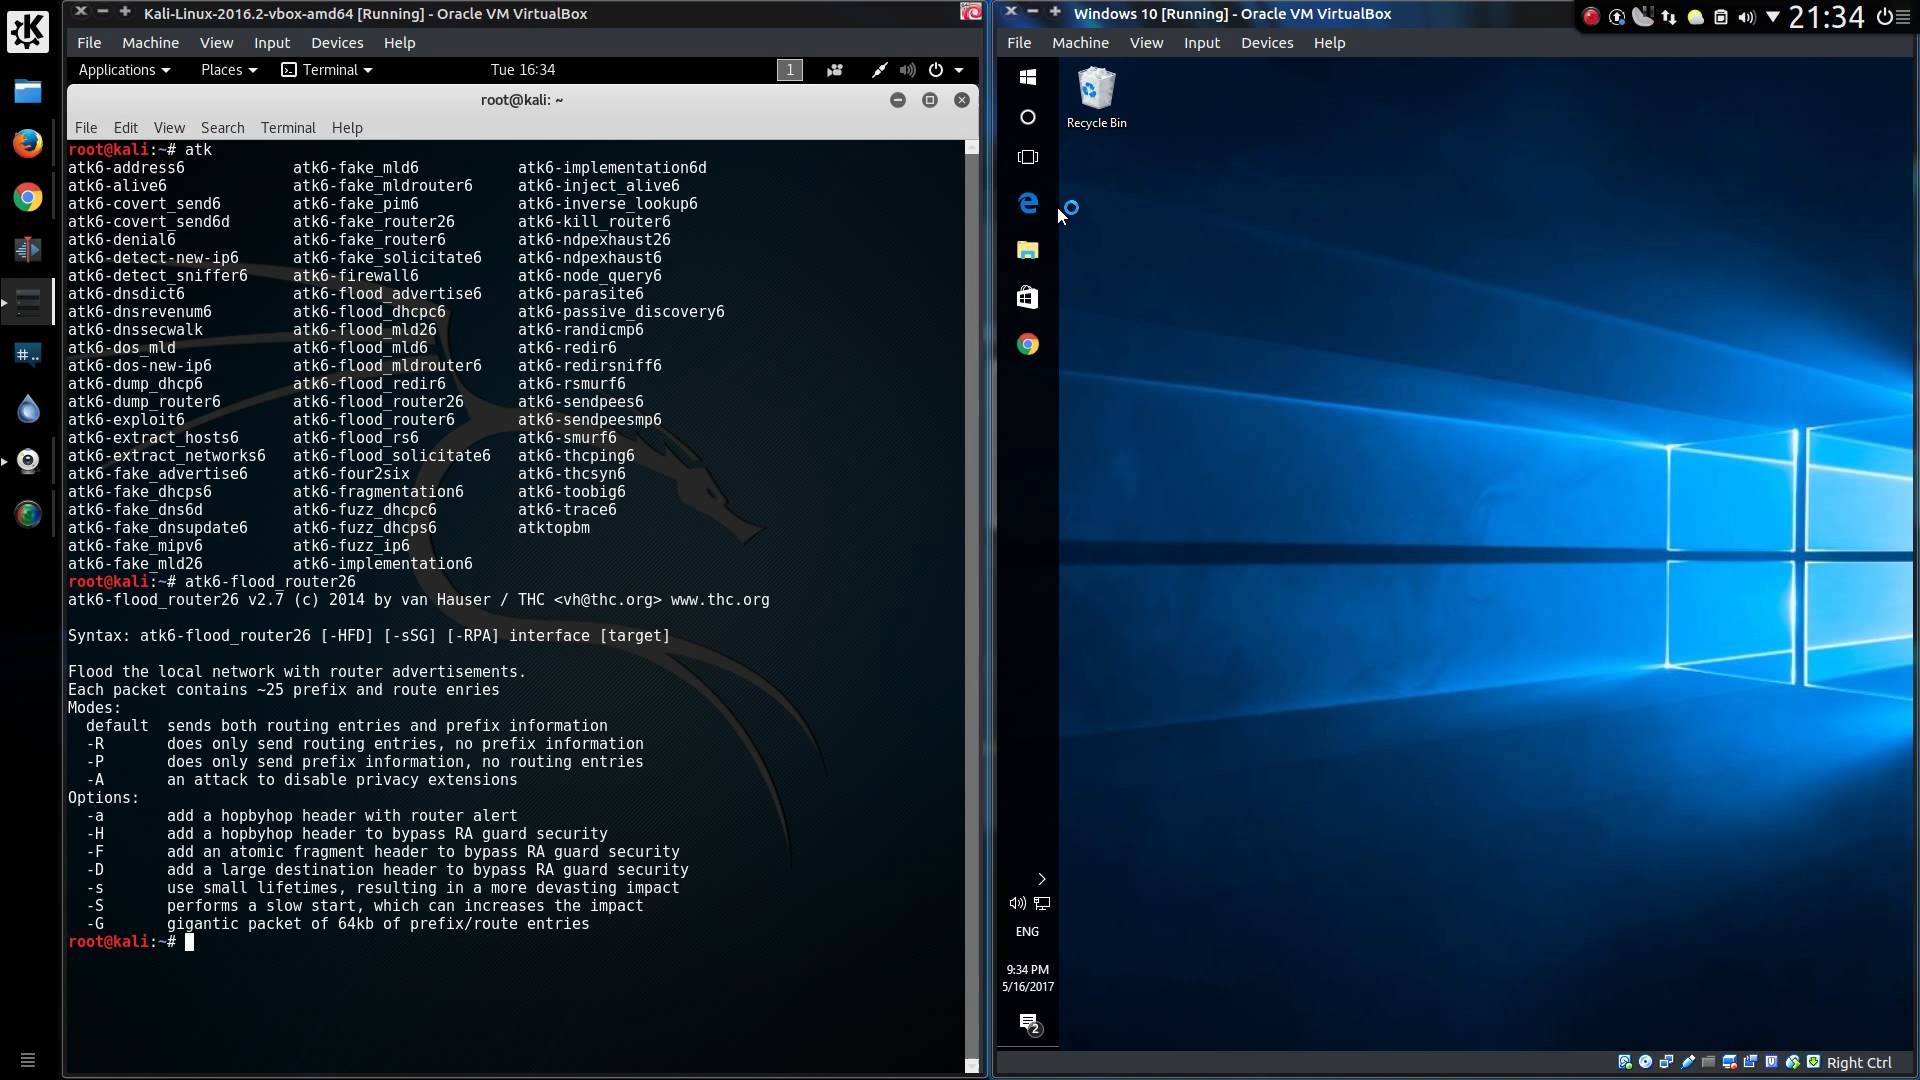 Kali-Linux-2016.2-vbox-amd64 [Running] - Oracle VM VirtualBox
File Machine View Input Devices Help
Applications Places Terminal Tue 16:34 1
root@kali: ~
File Edit View Search Terminal Help
root@kali:~# atk
atk6-address6 atk6-fake_mld6 atk6-implementation6d
atk6-alive6 atk6-fake_mldrouter6 atk6-inject_alive6
atk6-covert_send6 atk6-fake_pim6 atk6-inverse_lookup6
atk6-covert_send6d atk6-fake_router26 atk6-kill_router6
atk6-denial6 atk6-fake_router6 atk6-ndpexhaust26
atk6-detect-new-ip6 atk6-fake_solicitate6 atk6-ndpexhaust6
atk6-detect_sniffer6 atk6-firewall6 atk6-node_query6
atk6-dnsdict6 atk6-flood_advertise6 atk6-parasite6
atk6-dnsrevenum6 atk6-flood_dhcpc6 atk6-passive_discovery6
atk6-dnssecwalk atk6-flood_mld26 atk6-randicmp6
atk6-dos_mld atk6-flood_mld6 atk6-redir6
atk6-dos-new-ip6 atk6-flood_mldrouter6 atk6-redirsniff6
atk6-dump_dhcp6 atk6-flood_redir6 atk6-rsmurf6
atk6-dump_router6 atk6-flood_router26 atk6-sendpees6
atk6-exploit6 atk6-flood_router6 atk6-sendpeesmp6
atk6-extract_hosts6 atk6-flood_rs6 atk6-smurf6
atk6-extract_networks6 atk6-flood_solicitate6 atk6-thcping6
atk6-fake_advertise6 atk6-four2six atk6-thcsyn6
atk6-fake_dhcps6 atk6-fragmentation6 atk6-toobig6
atk6-fake_dns6d atk6-fuzz_dhcpc6 atk6-trace6
atk6-fake_dnsupdate6 atk6-fuzz_dhcps6 atktopbm
atk6-fake_mipv6 atk6-fuzz_ip6
atk6-fake_mld26 atk6-implementation6
root@kali:~# atk6-flood_router26
atk6-flood_router26 v2.7 (c) 2014 by van Hauser / THC <vh@thc.org> www.thc.org
Syntax: atk6-flood_router26 [-HFD] [-sSG] [-RPA] interface [target]
Flood the local network with router advertisements.
Each packet contains ~25 prefix and route enries
Modes:
default sends both routing entries and prefix information
-R does only send routing entries, no prefix information
-P does only send prefix information, no routing entries
-A an attack to disable privacy extensions
Options:
-a add a hopbyhop header with router alert
-H add a hopbyhop header to bypass RA guard security
-F add an atomic fragment header to bypass RA guard security
-D add a large destination header to bypass RA guard security
-s use small lifetimes, resulting in a more devasting impact
-S performs a slow start, which can increases the impact
-G gigantic packet of 64kb of prefix/route entries
root@kali:~#
Windows 10 [Running] - Oracle VM VirtualBox
21:34
File Machine View Input Devices Help
Recycle Bin
ENG
9:34 PM
5/16/2017
2
Right Ctrl
#..